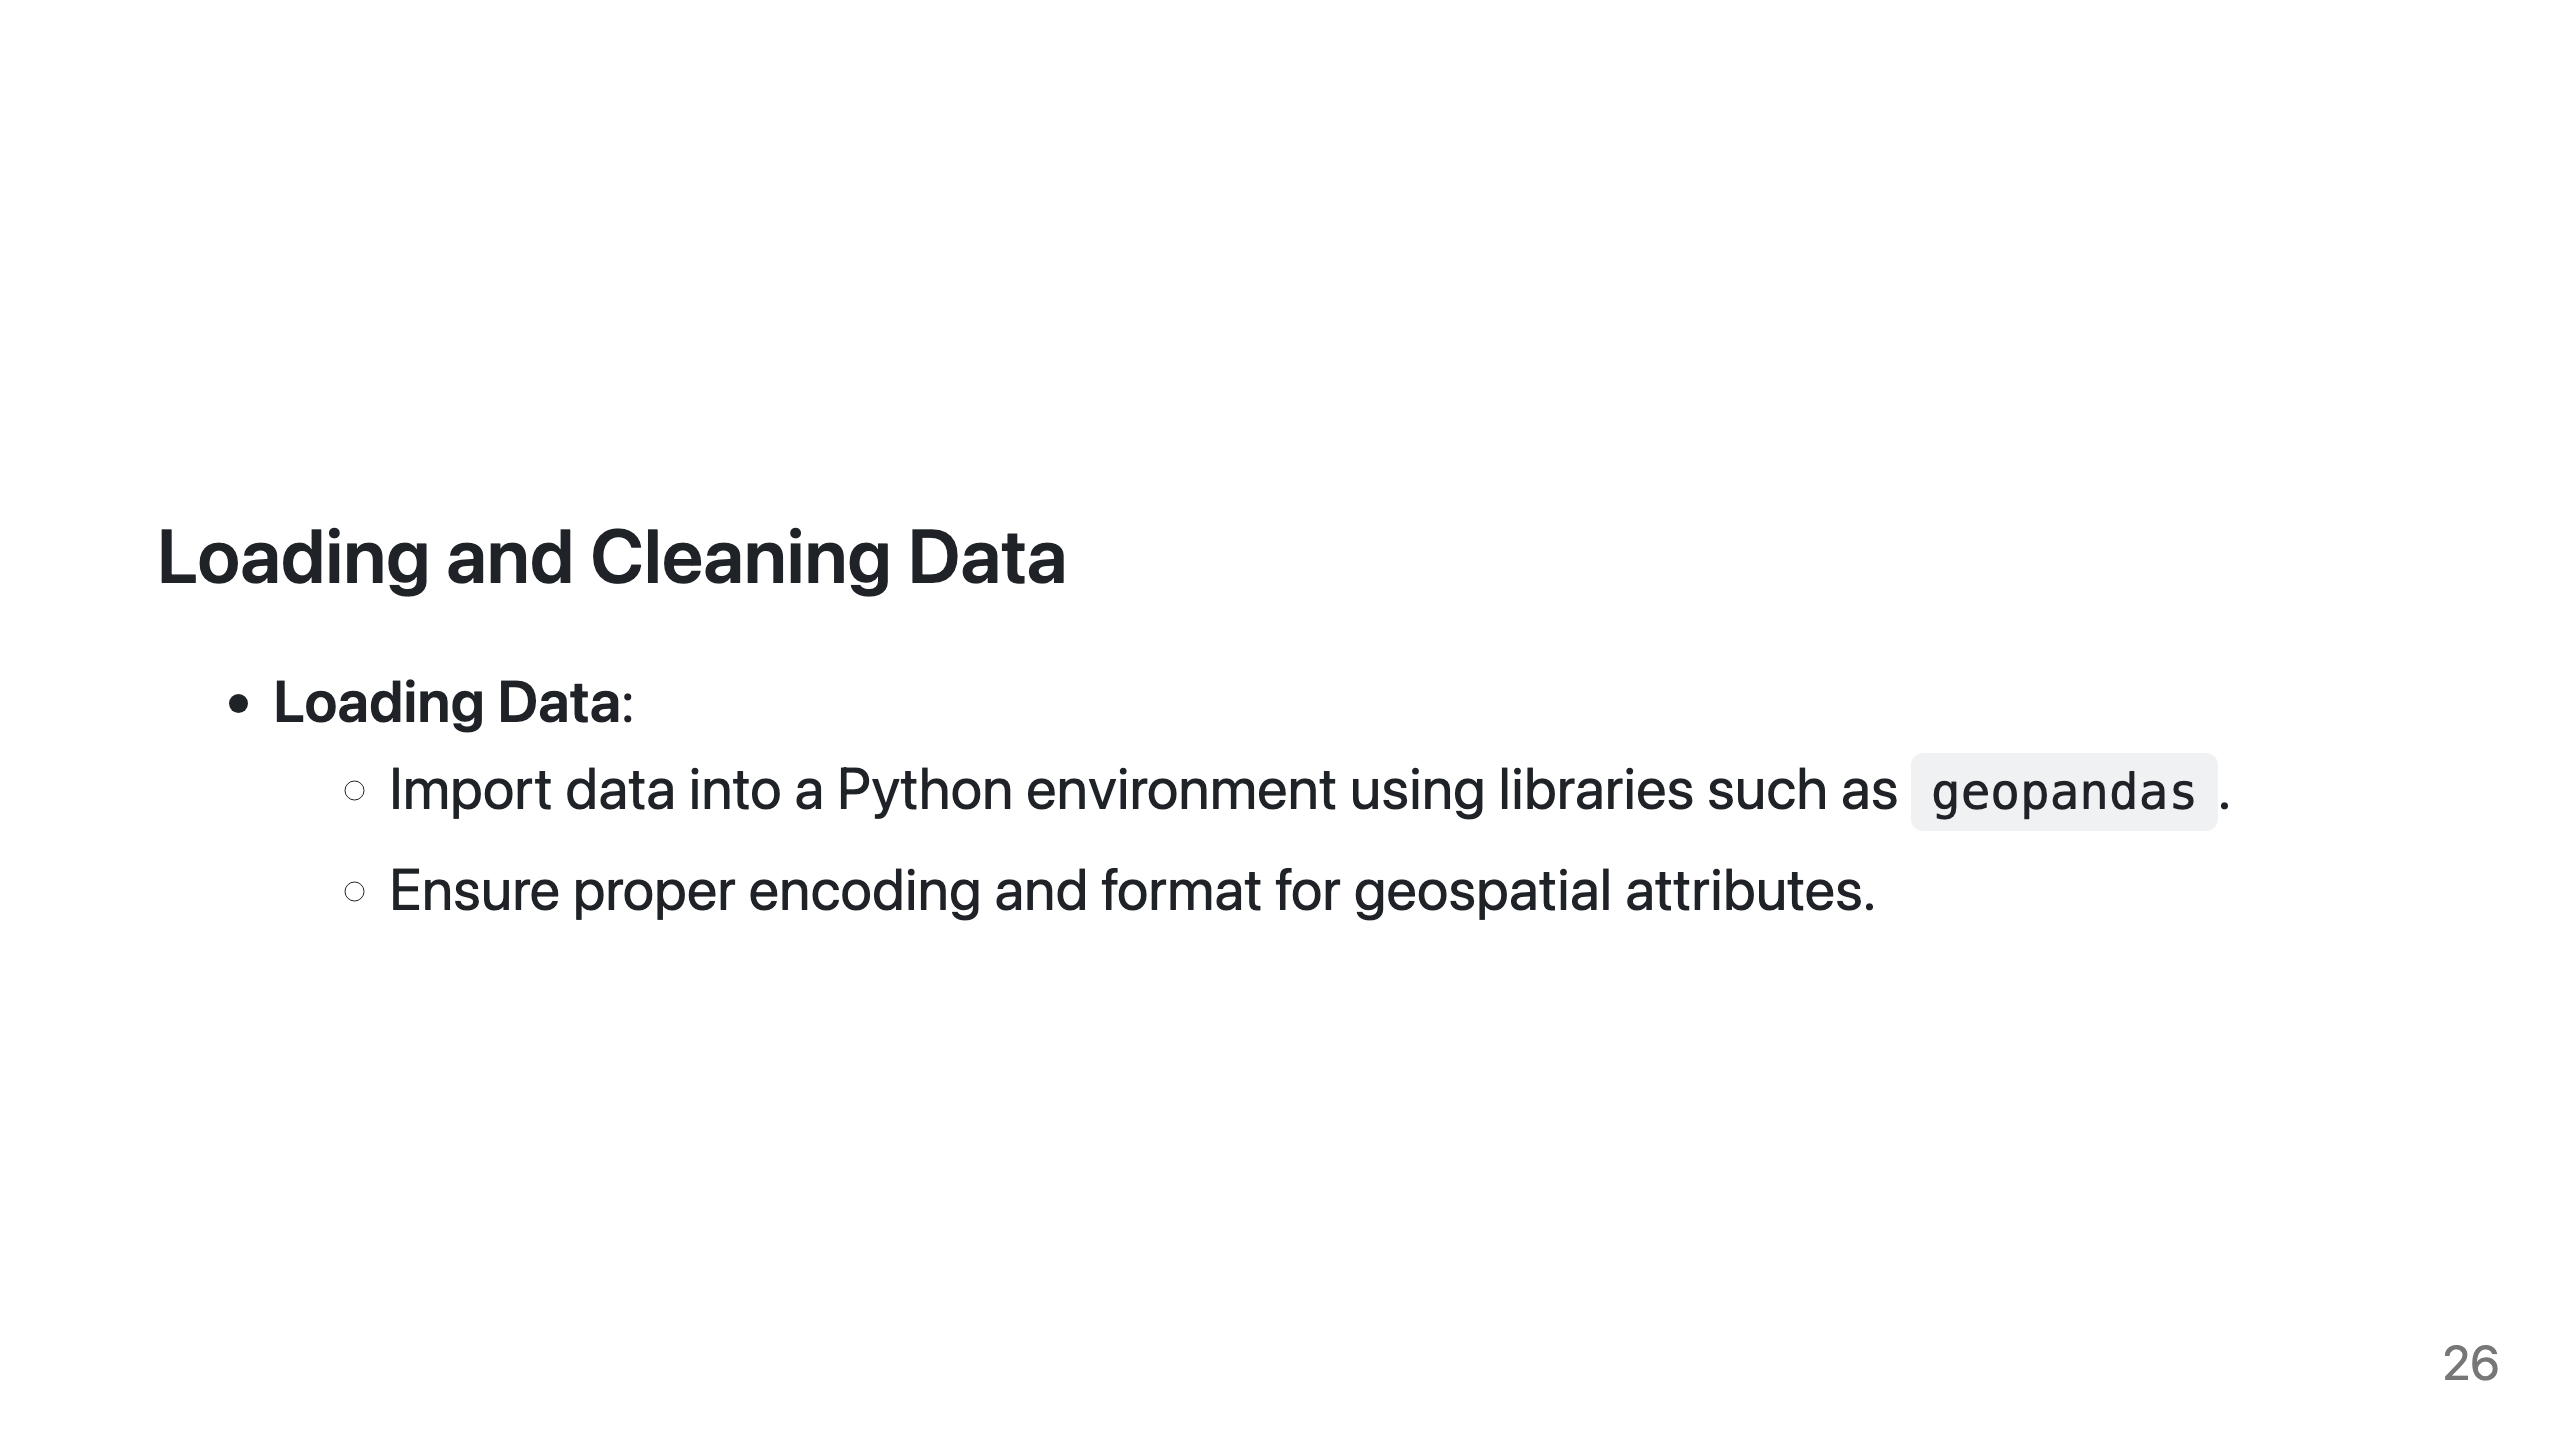 Loading and Cleaning Data
• Loading Data:
○ Import data into a Python environment using libraries such as geopandas.
○ Ensure proper encoding and format for geospatial attributes.
26